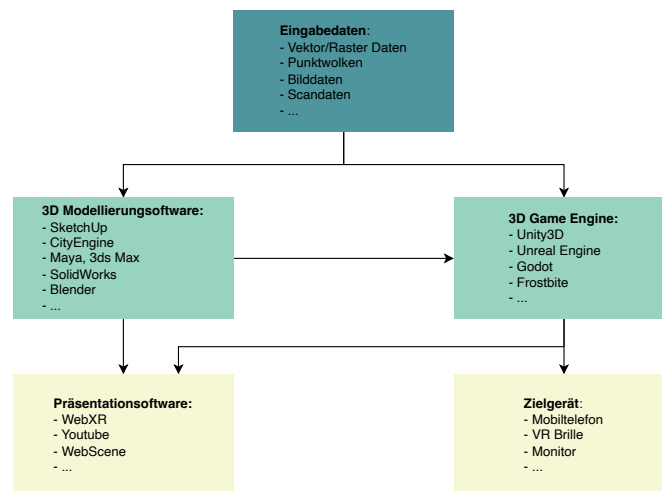 Eingabedaten:
- Vektor/Raster Daten
- Punktwolken
- Bilddaten
- Scandaten
- ...
3D Modellierungsoftware:
- SketchUp
- CityEngine
- Maya, 3ds Max
- SolidWorks
- Blender
- ...
3D Game Engine:
- Unity3D
- Unreal Engine
- Godot
- Frostbite
- ...
Präsentationsoftware:
- WebXR
- Youtube
- WebScene
- ...
Zielgerät:
- Mobiltelefon
- VR Brille
- Monitor
- ...